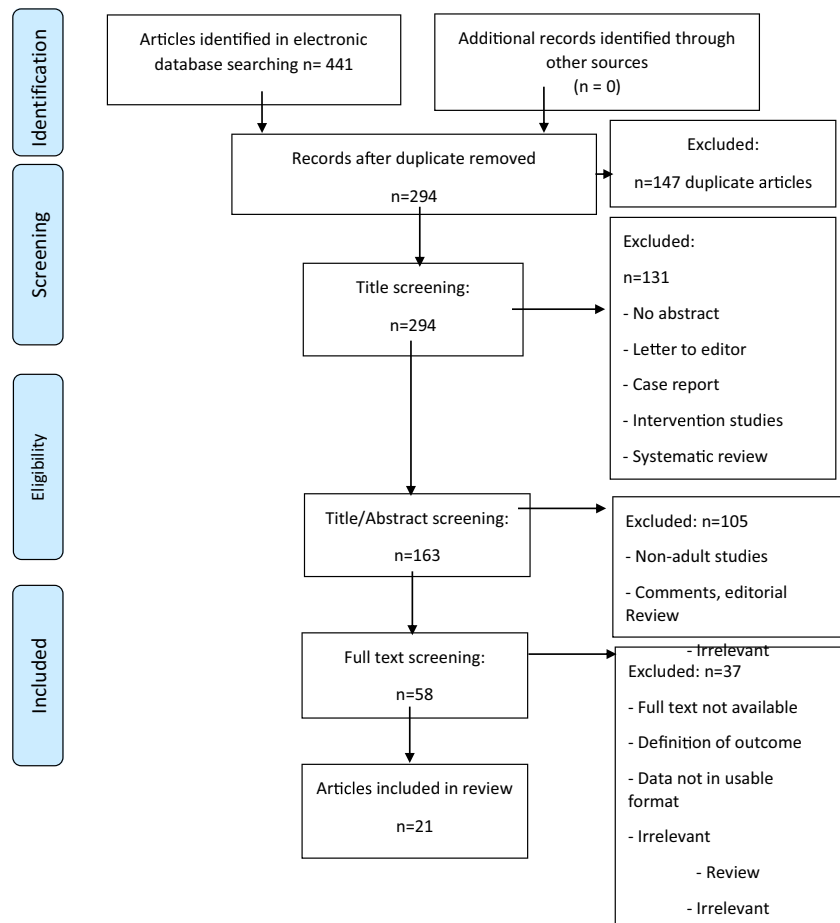 Identification
Articles identified in electronic
database searching n= 441
Additional records identified through
other sources
(n = 0)
Records after duplicate removed
n=294
Excluded:
n=147 duplicate articles
Screening
Title screening:
n=294
Excluded:
n=131
- No abstract
- Letter to editor
- Case report
- Intervention studies
- Systematic review
Eligibility
Title/Abstract screening:
n=163
Excluded: n=105
- Non-adult studies
- Comments, editorial
Review
- Irrelevant
Included
Full text screening:
n=58
Excluded: n=37
- Full text not available
- Definition of outcome
- Data not in usable
format
- Irrelevant
- Review
- Irrelevant
Articles included in review
n=21